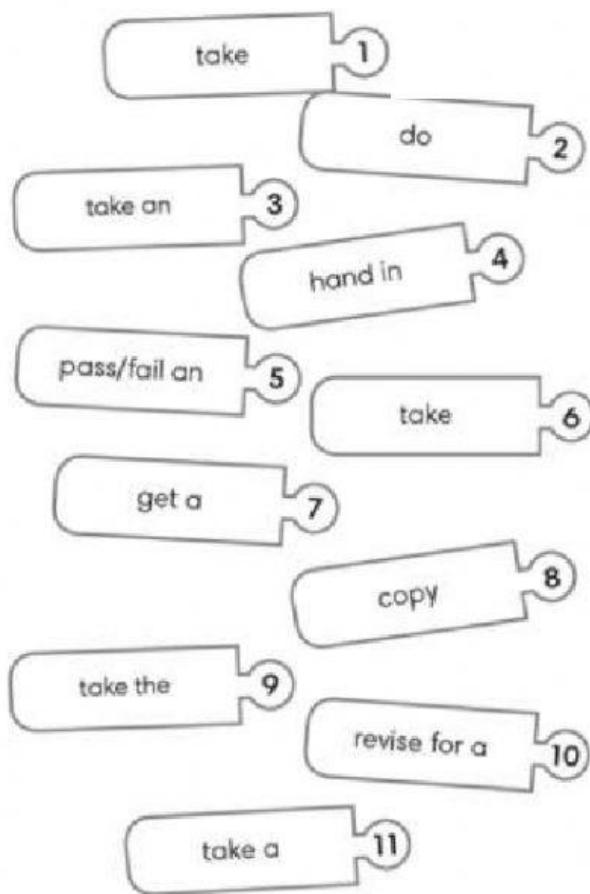 take 1
do 2
take an 3
hand in 4
pass/fail an 5
take 6
get a 7
copy 8
take the 9
revise for a 10
take a 11